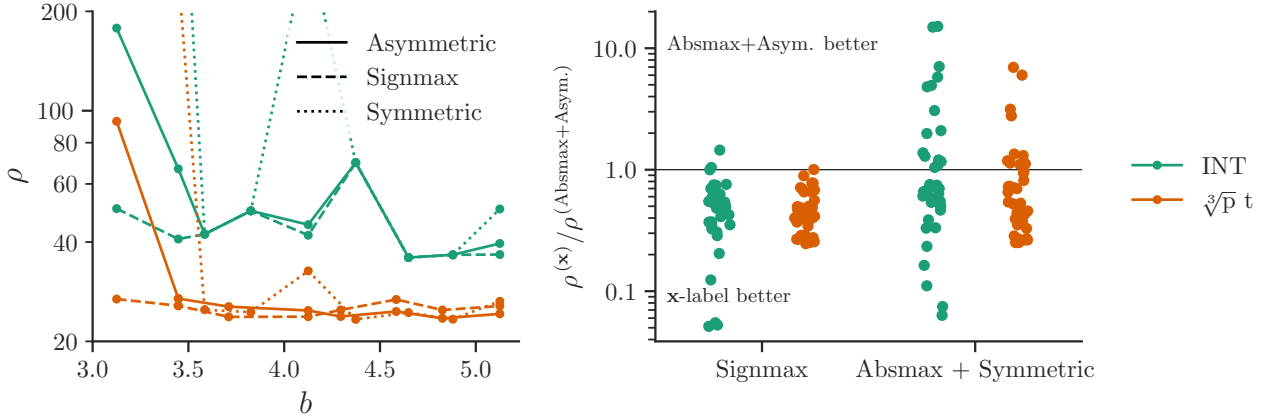 200
100
80
60
40
20
ρ
3.0
3.5
4.0
4.5
5.0
b
Asymmetric
Signmax
Symmetric
ρ^(x)/ρ^(Absmax+Asym.)
10.0
1.0
0.1
Absmax+Asym. better
x-label better
Signmax
Absmax + Symmetric
INT
∛p t